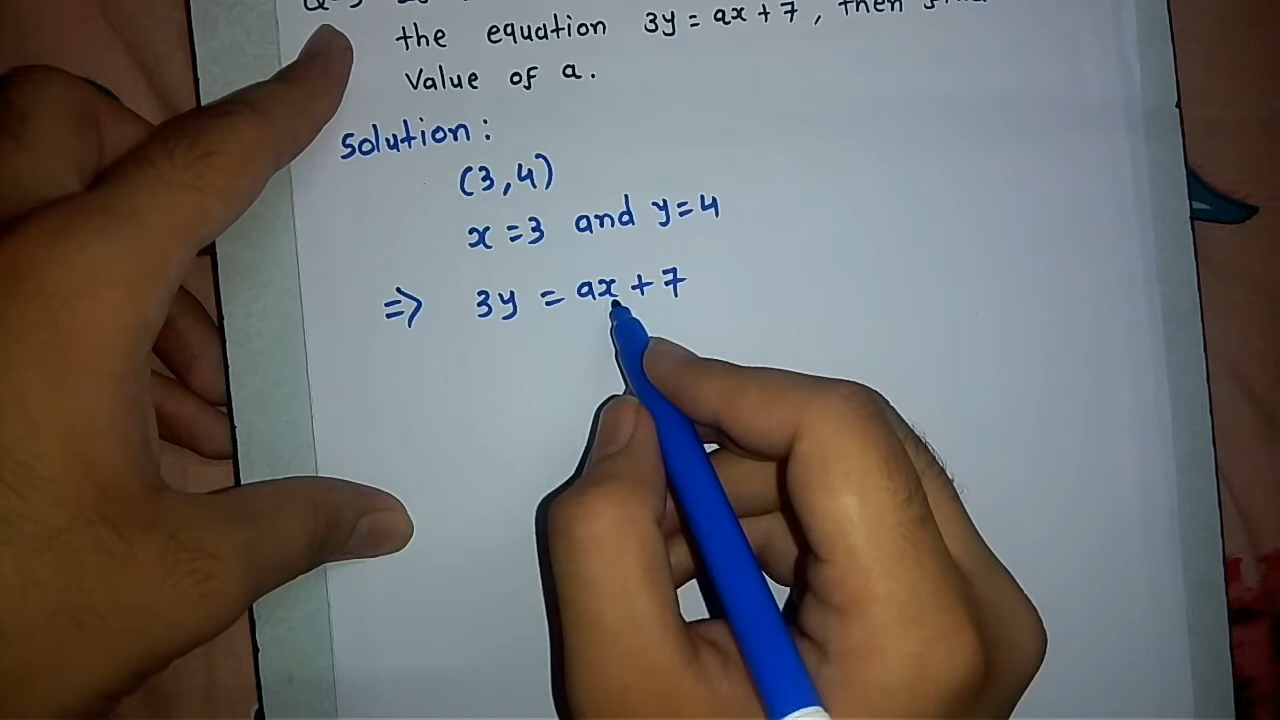 the equation 3y = ax + 7, then
Value of a.
Solution:
(3,4)
x = 3 and y = 4
⇒ 3y = ax + 7